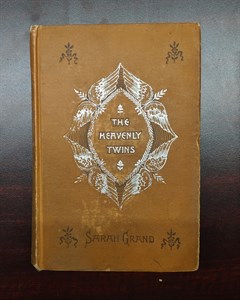 THE
HEAVENLY
TWINS
SARAH GRAND